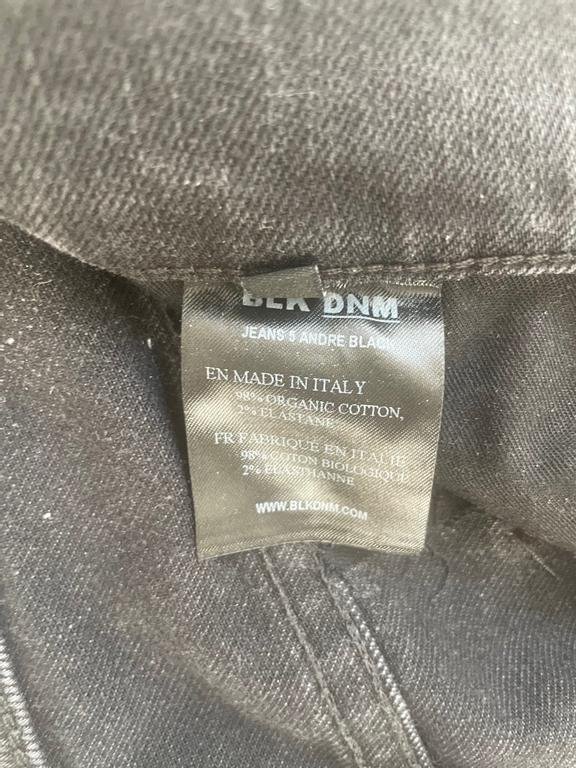 BLK DNM
JEANS 5 ANDRE BLACK
EN MADE IN ITALY
98% ORGANIC COTTON,
2% ELASTANE
FR FABRIQUÉ EN ITALIE
98% COTON BIOLOGIQUE
2% ELASTHANNE
WWW.BLKDNM.COM